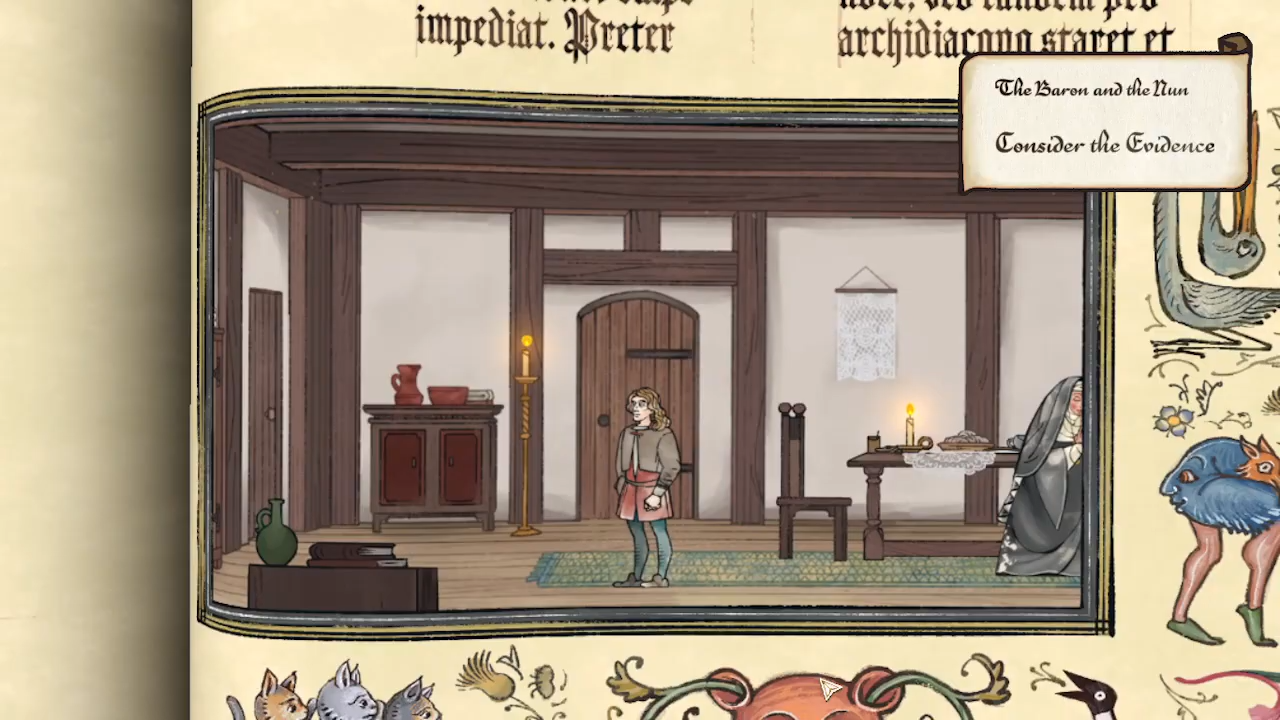 impediat. Preter
archidiacono staret et
The Baron and the Nun
Consider the Evidence